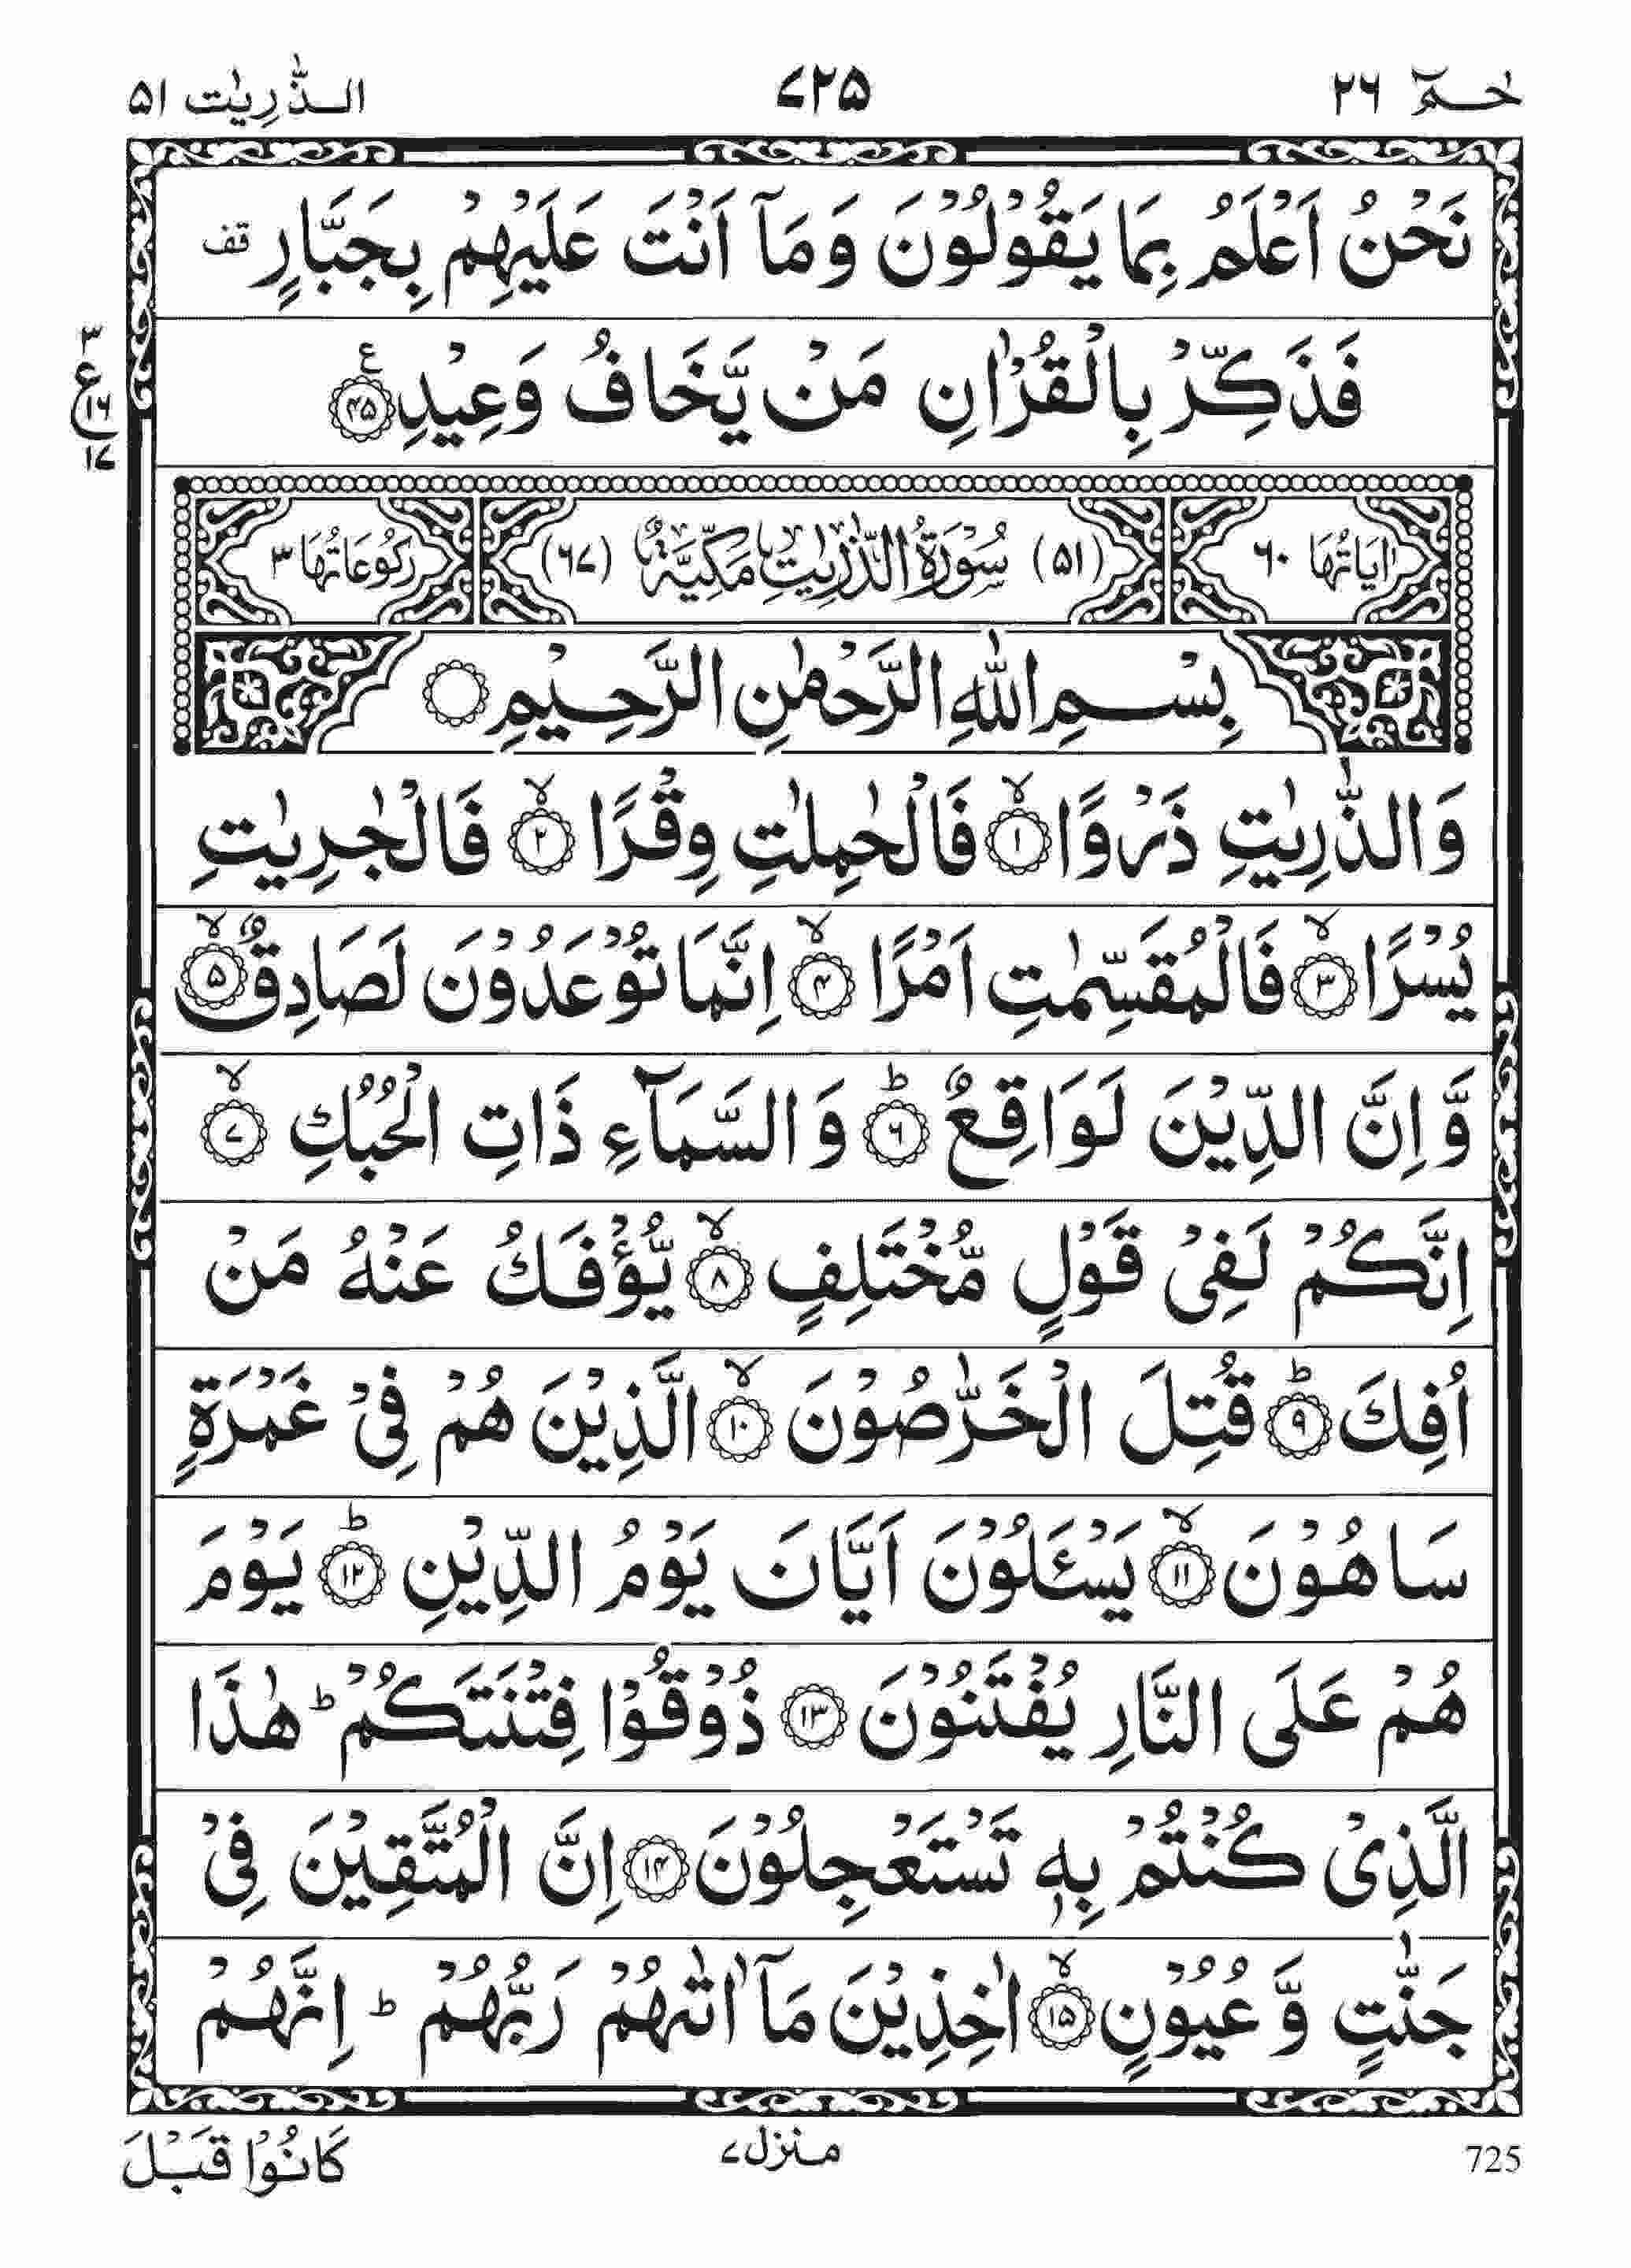 حٰمٓ ٢٦ ٧٢٥ الذّٰرِيٰت ٥١
نَحْنُ اَعْلَمُ بِمَا يَقُوْلُوْنَ وَمَآ اَنْتَ عَلَيْهِمْ بِجَبَّارٍ قف
فَذَكِّرْ بِالْقُرْاٰنِ مَنْ يَّخَافُ وَعِيْدِ ع ﴿٤٥﴾
٣ ع ١٦ ١٧
اٰيَاتُهَا ٦٠ (٥١) سُوْرَةُ الذّٰرِيٰتِ مَكِّيَّةٌ (٦٧) رُكُوْعَاتُهَا ٣
بِسْمِ اللّٰهِ الرَّحْمٰنِ الرَّحِيْمِ
وَالذّٰرِيٰتِ ذَرْوًا ﴿١﴾ۙ فَالْحٰمِلٰتِ وِقْرًا ﴿٢﴾ۙ فَالْجٰرِيٰتِ
يُسْرًا ﴿٣﴾ۙ فَالْمُقَسِّمٰتِ اَمْرًا ﴿٤﴾ۙ اِنَّمَا تُوْعَدُوْنَ لَصَادِقٌ ﴿٥﴾ۙ
وَّاِنَّ الدِّيْنَ لَوَاقِعٌ ﴿٦﴾ؕ وَالسَّمَآءِ ذَاتِ الْحُبُكِ ﴿٧﴾ۙ
اِنَّكُمْ لَفِيْ قَوْلٍ مُّخْتَلِفٍ ﴿٨﴾ۙ يُّؤْفَكُ عَنْهُ مَنْ
اُفِكَ ﴿٩﴾ؕ قُتِلَ الْخَرّٰصُوْنَ ﴿١٠﴾ۙ الَّذِيْنَ هُمْ فِيْ غَمْرَةٍ
سَاهُوْنَ ﴿١١﴾ۙ يَسْـَٔلُوْنَ اَيَّانَ يَوْمُ الدِّيْنِ ﴿١٢﴾ؕ يَوْمَ
هُمْ عَلَى النَّارِ يُفْتَنُوْنَ ﴿١٣﴾ ذُوْقُوْا فِتْنَتَكُمْ ؕ هٰذَا
الَّذِيْ كُنْتُمْ بِهٖ تَسْتَعْجِلُوْنَ ﴿١٤﴾ اِنَّ الْمُتَّقِيْنَ فِيْ
جَنّٰتٍ وَّعُيُوْنٍ ﴿١٥﴾ۙ اٰخِذِيْنَ مَآ اٰتٰىهُمْ رَبُّهُمْ ؕ اِنَّهُمْ
725 منزل ٧ كَانُوْا قَبْلَ